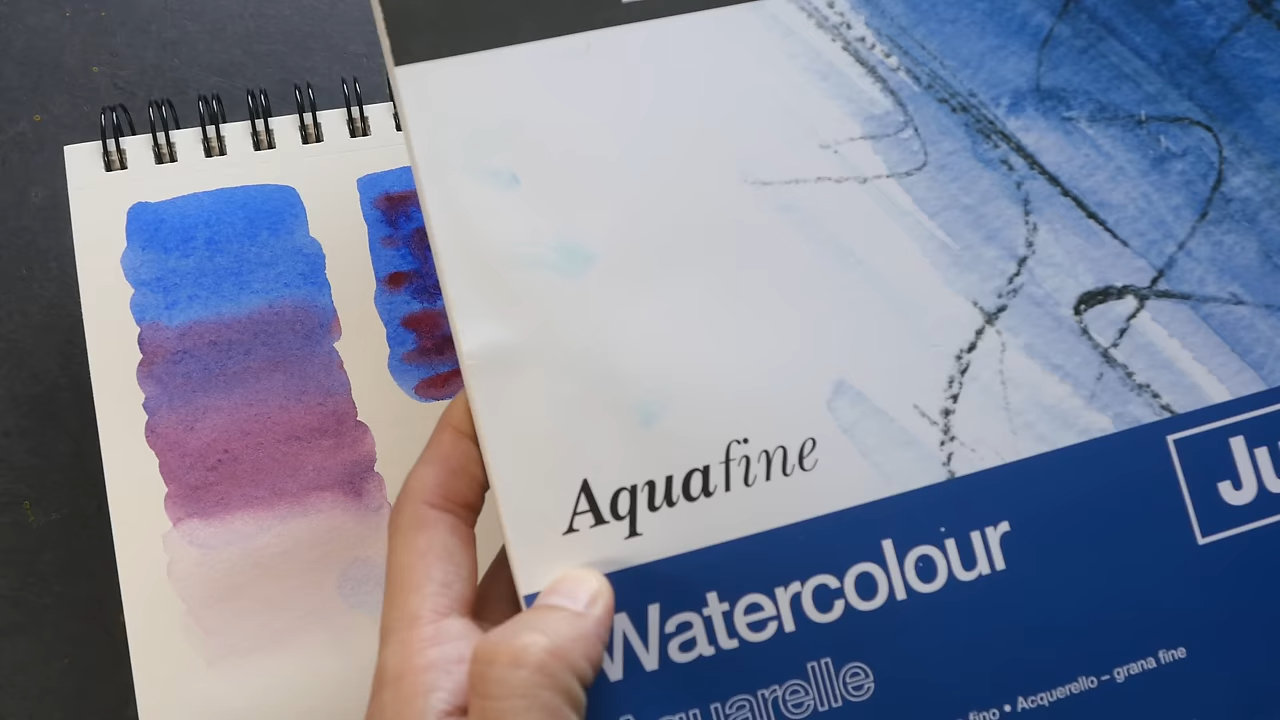 Aquafine
Ju
Watercolour
Aquarelle
fino • Acquerello – grana fine